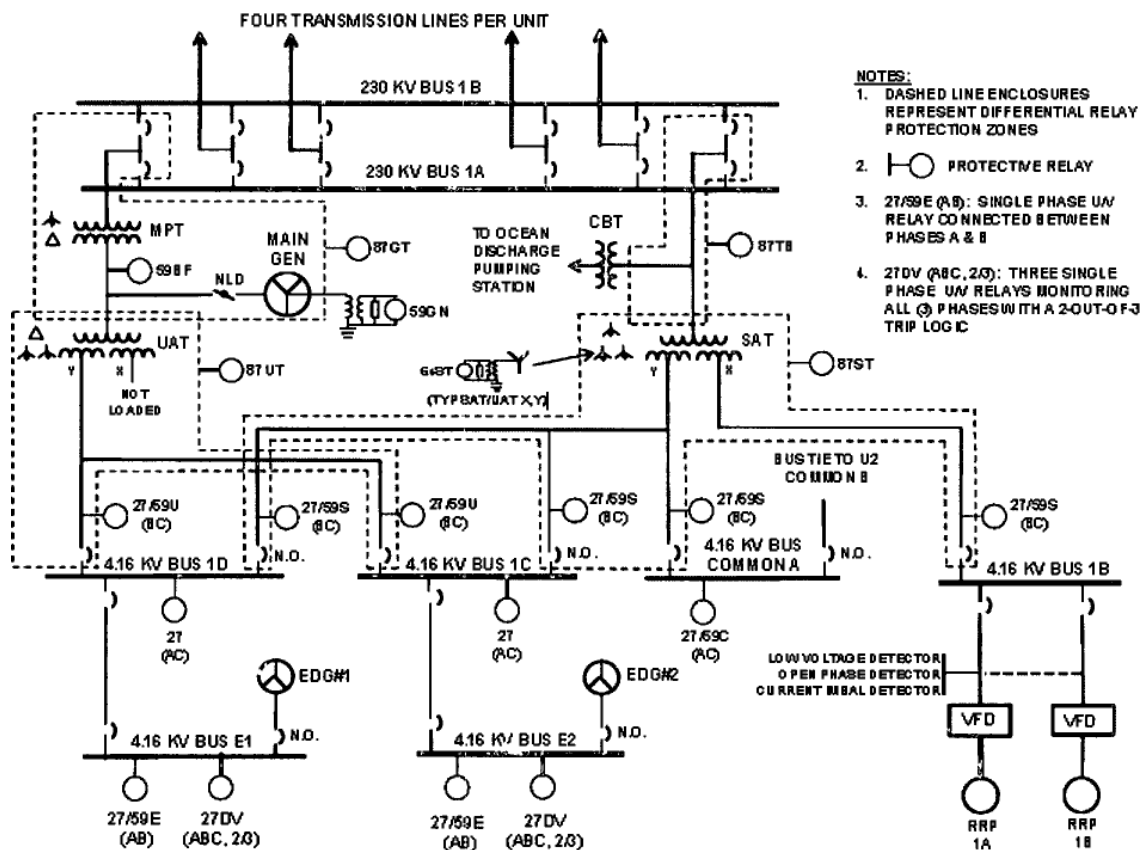 FOUR TRANSMISSION LINES PER UNIT
230 KV BUS 1B
230 KV BUS 1A
NOTES:
1. DASHED LINE ENCLOSURES
REPRESENT DIFFERENTIAL RELAY
PROTECTION ZONES
2. PROTECTIVE RELAY
3. 27/59E (AB): SINGLE PHASE U/V
RELAY CONNECTED BETWEEN
PHASES A & B
4. 27DV (ABC, 2/3): THREE SINGLE
PHASE U/V RELAYS MONITORING
ALL (3) PHASES WITH A 2-OUT-OF-3
TRIP LOGIC
MPT
59BF
NLD
MAIN
GEN
87GT
59GN
TO OCEAN
DISCHARGE
PUMPING
STATION
CBT
87TB
UAT
Y
X
NOT
LOADED
87UT
(TYP SAT/UAT X,Y)
SAT
Y
X
87ST
BUS TIE TO U2
COMMON B
27/59U
(BC)
27/59S
(BC)
27/59U
(BC)
27/59S
(BC)
27/59S
(BC)
27/59S
(BC)
N.O.
N.O.
N.O.
4.16 KV BUS 1D
4.16 KV BUS 1C
4.16 KV BUS
COMMON A
4.16 KV BUS 1B
27
(AC)
27
(AC)
27/59C
(AC)
EDG#1
EDG#2
N.O.
N.O.
LOW VOLTAGE DETECTOR
OPEN PHASE DETECTOR
CURRENT IMBAL DETECTOR
VFD
VFD
4.16 KV BUS E1
4.16 KV BUS E2
27/59E
(AB)
27DV
(ABC, 2/3)
27/59E
(AB)
27DV
(ABC, 2/3)
RRP
1A
RRP
1B